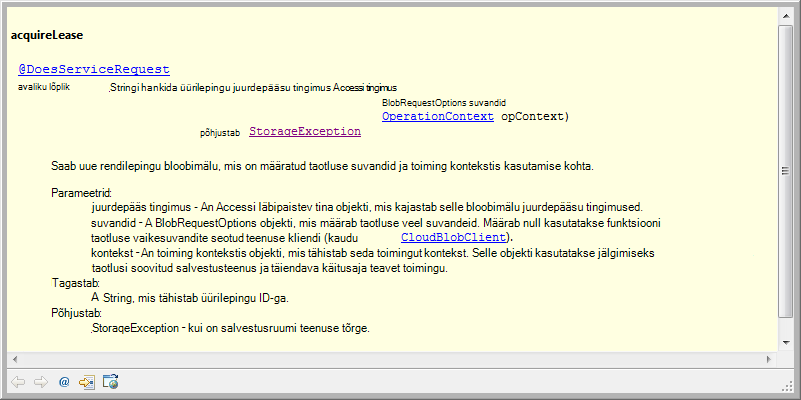 acquireLease
@DoesServiceRequest
avaliku lõplik .Stringi hankida üürilepingu juurdepääsu tingimus Accessi tingimus
BlobRequestOptions suvandid
OperationContext opContext)
põhjustab StorageException
Saab uue rendilepingu bloobimälu, mis on määratud taotluse suvandid ja toiming kontekstis kasutamise kohta.
Parameetrid:
juurdepääs tingimus - An Accessi läbipaistev tina objekti, mis kajastab selle bloobimälu juurdepääsu tingimused.
suvandid - A BlobRequestOptions objekti, mis määrab taotluse veel suvandeid. Määrab null kasutatakse funktsiooni
taotluse vaikesuvandite seotud teenuse kliendi (kaudu CloudBlobClient).
kontekst - An toiming kontekstis objekti, mis tähistab seda toimingut kontekst. Selle objekti kasutatakse jälgimiseks
taotlusi soovitud salvestusteenus ja täiendava käitusaja teavet toimingu.
Tagastab:
A String, mis tähistab üürilepingu ID-ga.
Põhjustab:
.StorageException - kui on salvestusruumi teenuse tõrge.